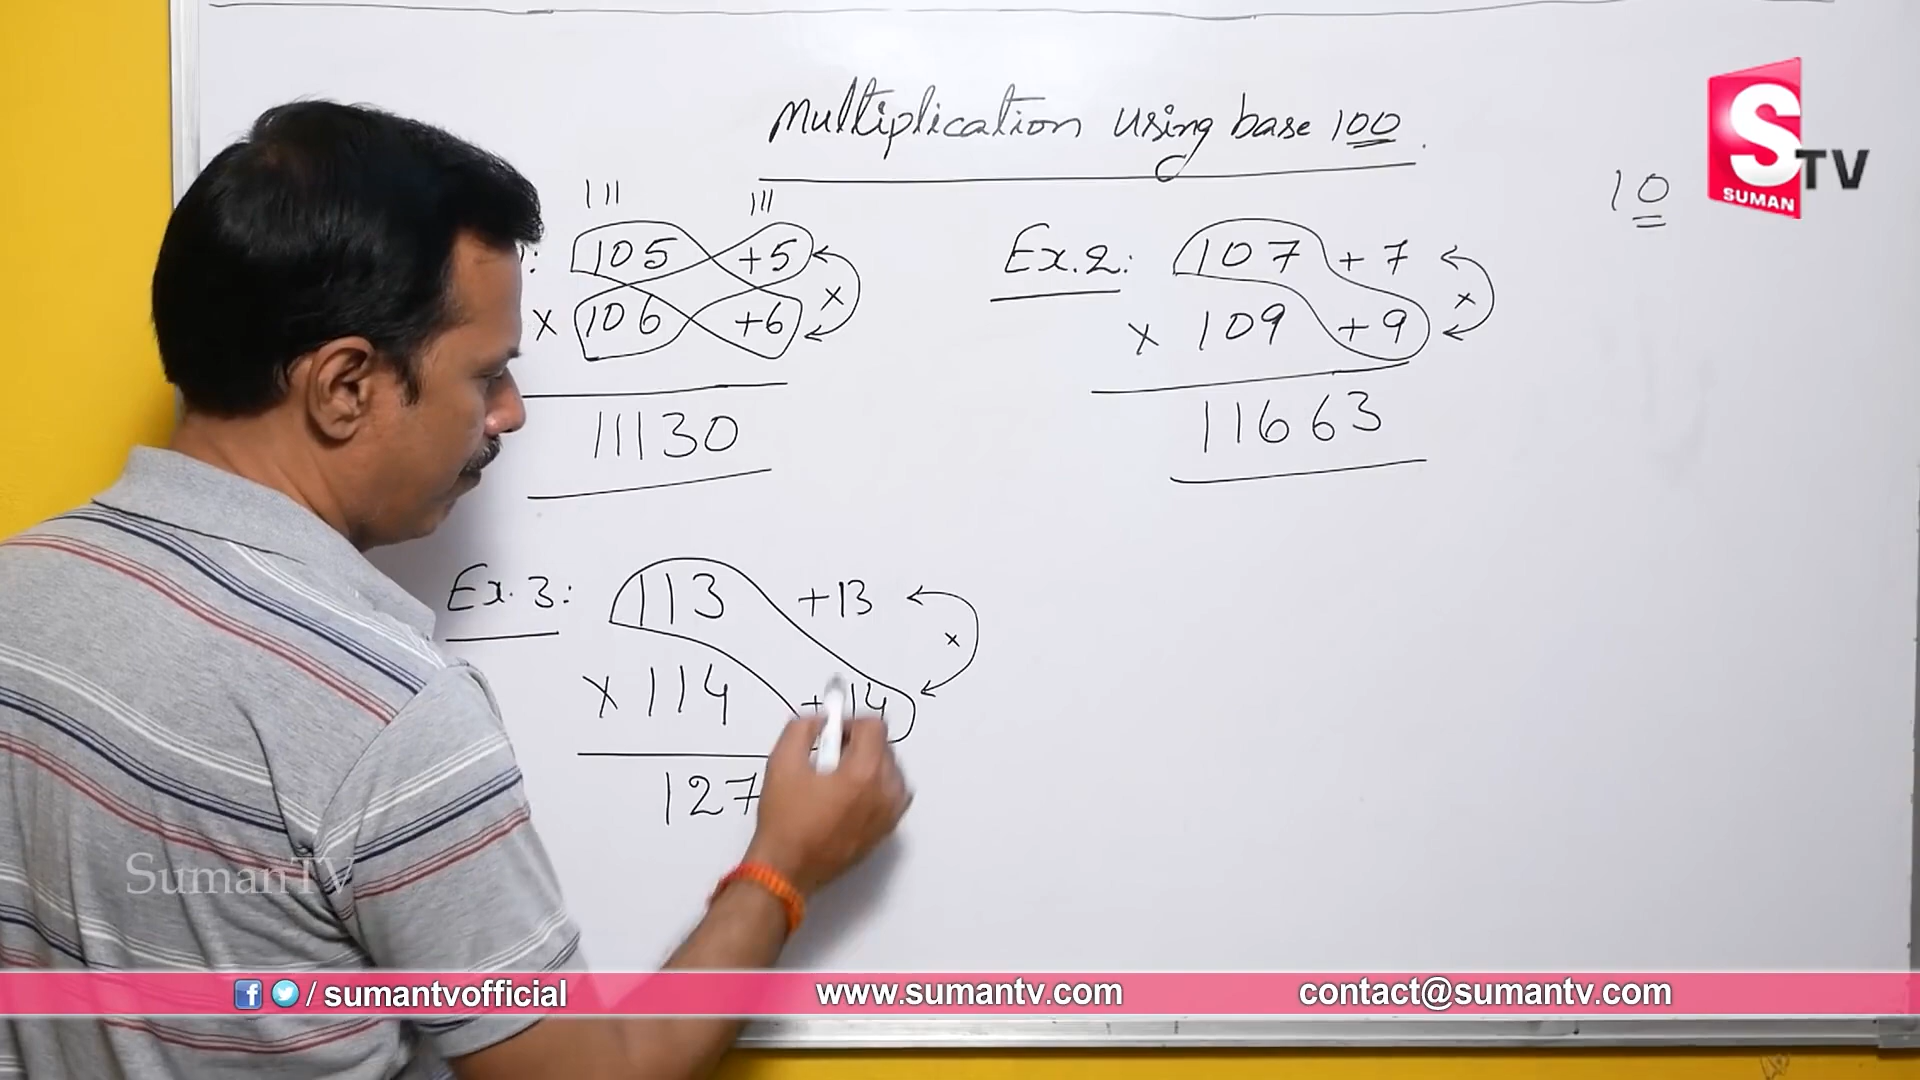 Multiplication using base 100.
10
S TV
SUMAN
111 111
: 105 +5
x 106 +6 x
11130
Ex.2: 107 +7
x 109 +9 x
11663
Ex.3: 113 +13
x 114 +14 x
127
SumanTV
/ sumantvofficial www.sumantv.com contact@sumantv.com